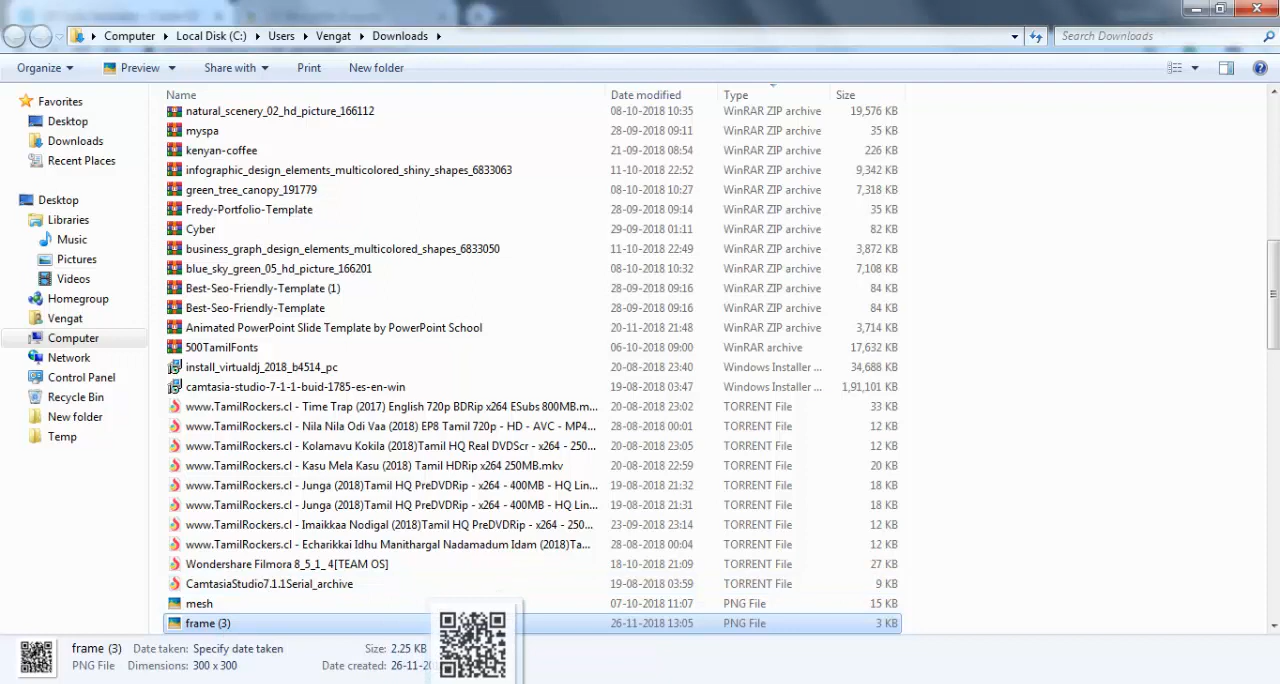 Computer Local Disk (C:) Users Vengat Downloads Search Downloads
Organize Preview Share with Print New folder
Favorites
Desktop
Downloads
Recent Places
Desktop
Libraries
Music
Pictures
Videos
Homegroup
Vengat
Computer
Network
Control Panel
Recycle Bin
New folder
Temp
Name Date modified Type Size
natural_scenery_02_hd_picture_166112 08-10-2018 10:35 WinRAR ZIP archive 19,576 KB
myspa 28-09-2018 09:11 WinRAR ZIP archive 35 KB
kenyan-coffee 21-09-2018 08:54 WinRAR ZIP archive 226 KB
infographic_design_elements_multicolored_shiny_shapes_6833063 11-10-2018 22:52 WinRAR ZIP archive 9,342 KB
green_tree_canopy_191779 08-10-2018 10:27 WinRAR ZIP archive 7,318 KB
Fredy-Portfolio-Template 28-09-2018 09:14 WinRAR ZIP archive 35 KB
Cyber 29-09-2018 01:11 WinRAR ZIP archive 82 KB
business_graph_design_elements_multicolored_shapes_6833050 11-10-2018 22:49 WinRAR ZIP archive 3,872 KB
blue_sky_green_05_hd_picture_166201 08-10-2018 10:32 WinRAR ZIP archive 7,108 KB
Best-Seo-Friendly-Template (1) 28-09-2018 09:16 WinRAR ZIP archive 84 KB
Best-Seo-Friendly-Template 28-09-2018 09:16 WinRAR ZIP archive 84 KB
Animated PowerPoint Slide Template by PowerPoint School 20-11-2018 21:48 WinRAR ZIP archive 3,714 KB
500TamilFonts 06-10-2018 09:00 WinRAR archive 17,632 KB
install_virtualdj_2018_b4514_pc 20-08-2018 23:40 Windows Installer ... 34,688 KB
camtasia-studio-7-1-1-buid-1785-es-en-win 19-08-2018 03:47 Windows Installer ... 1,91,101 KB
www.TamilRockers.cl - Time Trap (2017) English 720p BDRip x264 ESubs 800MB.m... 20-08-2018 23:02 TORRENT File 33 KB
www.TamilRockers.cl - Nila Nila Odi Vaa (2018) EP8 Tamil 720p - HD - AVC - MP4... 28-08-2018 00:01 TORRENT File 12 KB
www.TamilRockers.cl - Kolamavu Kokila (2018)Tamil HQ Real DVDScr - x264 - 250... 20-08-2018 23:05 TORRENT File 12 KB
www.TamilRockers.cl - Kasu Mela Kasu (2018) Tamil HDRip x264 250MB.mkv 20-08-2018 22:59 TORRENT File 20 KB
www.TamilRockers.cl - Junga (2018)Tamil HQ PreDVDRip - x264 - 400MB - HQ Lin... 19-08-2018 21:32 TORRENT File 18 KB
www.TamilRockers.cl - Junga (2018)Tamil HQ PreDVDRip - x264 - 400MB - HQ Lin... 19-08-2018 21:31 TORRENT File 18 KB
www.TamilRockers.cl - Imaikkaa Nodigal (2018)Tamil HQ PreDVDRip - x264 - 250... 23-09-2018 23:14 TORRENT File 12 KB
www.TamilRockers.cl - Echarikkai Idhu Manithargal Nadamadum Idam (2018)Ta... 28-08-2018 00:04 TORRENT File 12 KB
Wondershare Filmora 8_5_1_ 4[TEAM OS] 18-10-2018 21:09 TORRENT File 27 KB
CamtasiaStudio7.1.1Serial_archive 19-08-2018 03:59 TORRENT File 9 KB
mesh 07-10-2018 11:07 PNG File 15 KB
frame (3) 26-11-2018 13:05 PNG File 3 KB
frame (3) Date taken: Specify date taken Size: 2.25 KB
PNG File Dimensions: 300 x 300 Date created: 26-11-20